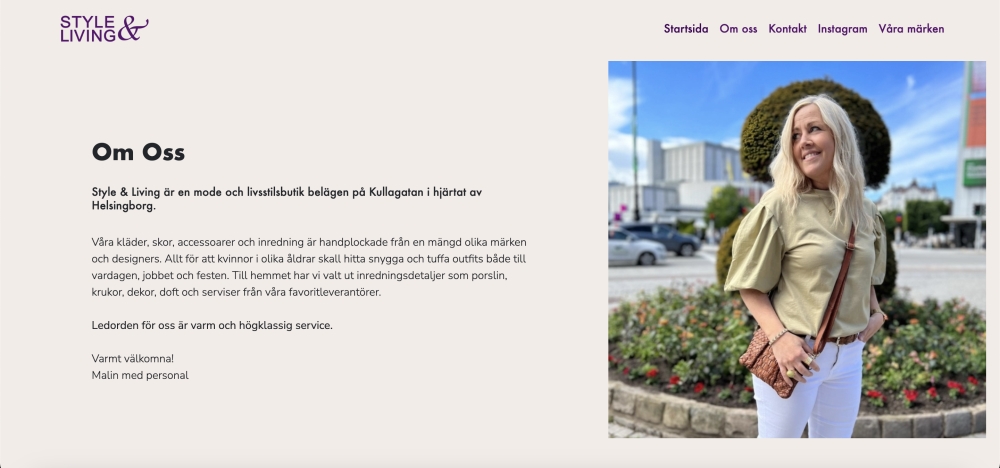 STYLE &
LIVING
Startsida Om oss Kontakt Instagram Våra märken
Om Oss
Style & Living är en mode och livsstilsbutik belägen på Kullagatan i hjärtat av
Helsingborg.
Våra kläder, skor, accessoarer och inredning är handplockade från en mängd olika märken
och designers. Allt för att kvinnor i olika åldrar skall hitta snygga och tuffa outfits både till
vardagen, jobbet och festen. Till hemmet har vi valt ut inredningsdetaljer som porslin,
krukor, dekor, doft och serviser från våra favoritleverantörer.
Ledorden för oss är varm och högklassig service.
Varmt välkomna!
Malin med personal